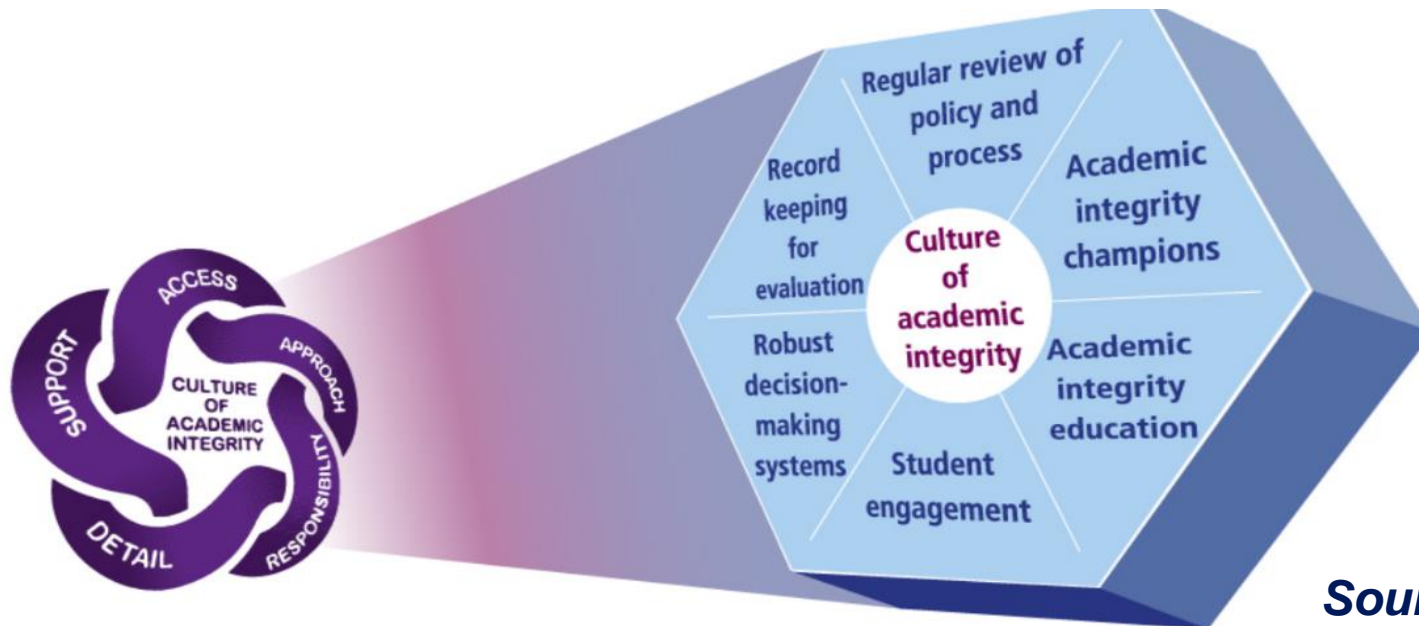 ACCESS
APPROACH
RESPONSIBILITY
DETAIL
SUPPORT
CULTURE
OF
ACADEMIC
INTEGRITY
Regular review of
policy and
process
Academic
integrity
champions
Academic
integrity
education
Student
engagement
Robust
decision-
making
systems
Record
keeping
for
evaluation
Culture
of
academic
integrity